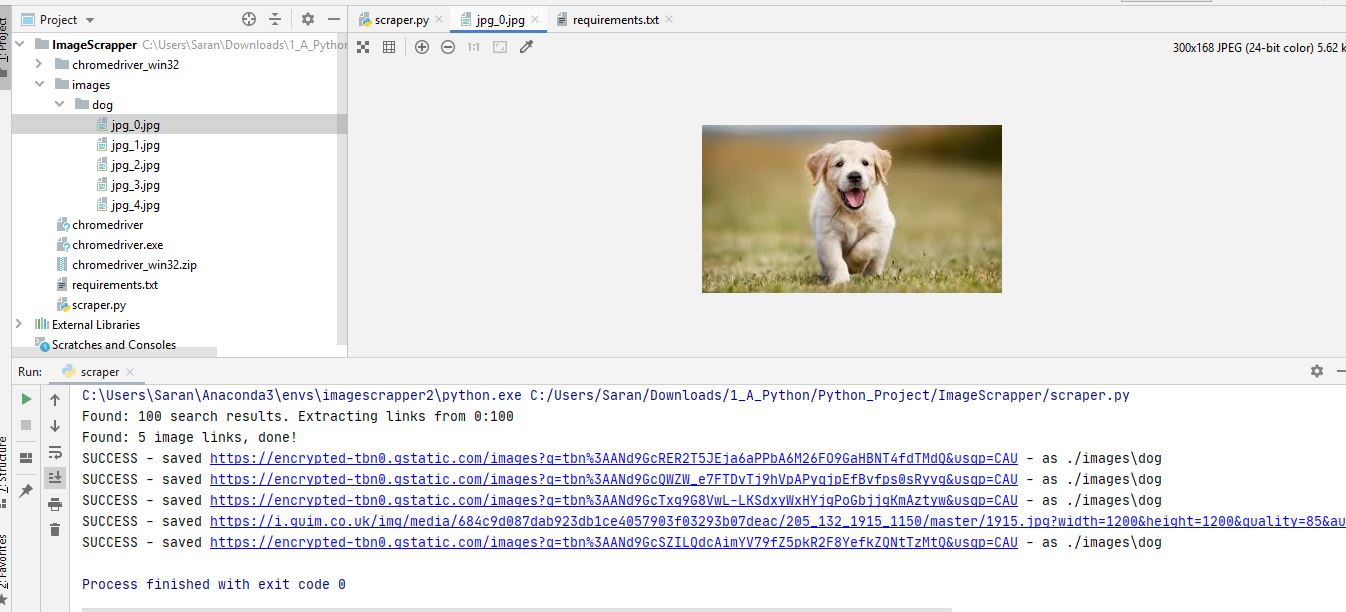 Project
scraper.py
jpg_0.jpg
requirements.txt
1: Project
ImageScrapper C:\Users\Saran\Downloads\1_A_Python
300x168 JPEG (24-bit color) 5.62 k
1:1
chromedriver_win32
images
dog
jpg_0.jpg
jpg_1.jpg
jpg_2.jpg
jpg_3.jpg
jpg_4.jpg
chromedriver
chromedriver.exe
chromedriver_win32.zip
requirements.txt
scraper.py
External Libraries
Scratches and Consoles
Run: scraper
C:\Users\Saran\Anaconda3\envs\imagescrapper2\python.exe C:/Users/Saran/Downloads/1_A_Python/Python_Project/ImageScrapper/scraper.py
Found: 100 search results. Extracting links from 0:100
Found: 5 image links, done!
SUCCESS - saved https://encrypted-tbn0.gstatic.com/images?q=tbn%3AANd9GcRER2T5JEja6aPPbA6M26FO9GaHBNT4fdTMdQ&usqp=CAU - as ./images\dog
SUCCESS - saved https://encrypted-tbn0.gstatic.com/images?q=tbn%3AANd9GcQWZW_e7FTDvTj9hVpAPyqjpEfBvfps0sRyvg&usqp=CAU - as ./images\dog
SUCCESS - saved https://encrypted-tbn0.gstatic.com/images?q=tbn%3AANd9GcTxq9G8VwL-LKSdxyWxHYjqPoGbjjqKmAztyw&usqp=CAU - as ./images\dog
SUCCESS - saved https://i.guim.co.uk/img/media/684c9d087dab923db1ce4057903f03293b07deac/205_132_1915_1150/master/1915.jpg?width=1200&height=1200&quality=85&au
SUCCESS - saved https://encrypted-tbn0.gstatic.com/images?q=tbn%3AANd9GcSZILQdcAimYV79fZ5pkR2F8YefkZQNtTzMtQ&usqp=CAU - as ./images\dog
Process finished with exit code 0
Z: Structure
2: Favorites